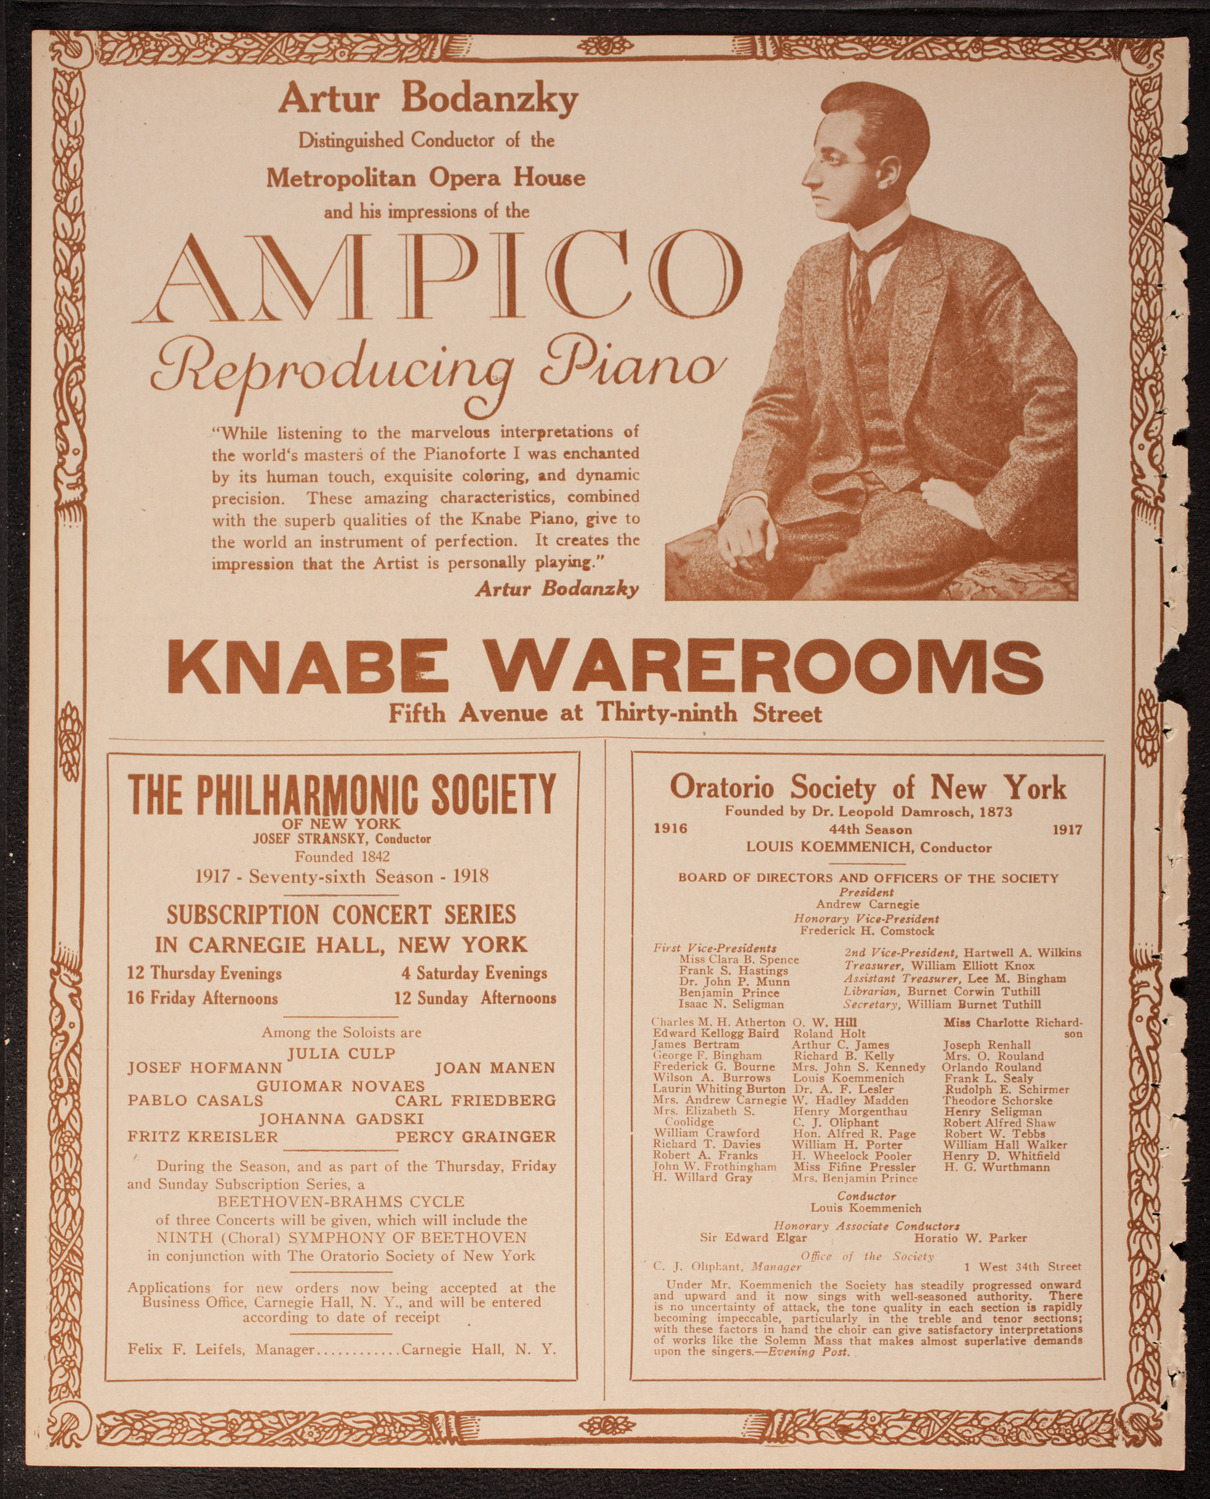 Artur Bodanzky
Distinguished Conductor of the
Metropolitan Opera House
and his impressions of the
AMPICO
Reproducing Piano
"While listening to the marvelous interpretations of
the world's masters of the Pianoforte I was enchanted
by its human touch, exquisite coloring, and dynamic
precision. These amazing characteristics, combined
with the superb qualities of the Knabe Piano, give to
the world an instrument of perfection. It creates the
impression that the Artist is personally playing."
Artur Bodanzky
KNABE WAREROOMS
Fifth Avenue at Thirty-ninth Street
THE PHILHARMONIC SOCIETY
OF NEW YORK
JOSEF STRANSKY, Conductor
Founded 1842
1917 - Seventy-sixth Season - 1918
SUBSCRIPTION CONCERT SERIES
IN CARNEGIE HALL, NEW YORK
12 Thursday Evenings 4 Saturday Evenings
16 Friday Afternoons 12 Sunday Afternoons
Among the Soloists are
JULIA CULP
JOSEF HOFMANN JOAN MANEN
GUIOMAR NOVAES
PABLO CASALS CARL FRIEDBERG
JOHANNA GADSKI
FRITZ KREISLER PERCY GRAINGER
During the Season, and as part of the Thursday, Friday
and Sunday Subscription Series, a
BEETHOVEN-BRAHMS CYCLE
of three Concerts will be given, which will include the
NINTH (Choral) SYMPHONY OF BEETHOVEN
in conjunction with The Oratorio Society of New York
Applications for new orders now being accepted at the
Business Office, Carnegie Hall, N. Y., and will be entered
according to date of receipt
Felix F. Leifels, Manager............Carnegie Hall, N. Y.
Oratorio Society of New York
Founded by Dr. Leopold Damrosch, 1873
1916 44th Season 1917
LOUIS KOEMMENICH, Conductor
BOARD OF DIRECTORS AND OFFICERS OF THE SOCIETY
President
Andrew Carnegie
Honorary Vice-President
Frederick H. Comstock
First Vice-Presidents
Miss Clara B. Spence
Frank S. Hastings
Dr. John P. Munn
Benjamin Prince
Isaac N. Seligman
2nd Vice-President, Hartwell A. Wilkins
Treasurer, William Elliott Knox
Assistant Treasurer, Lee M. Bingham
Librarian, Burnet Corwin Tuthill
Secretary, William Burnet Tuthill
Charles M. H. Atherton
Edward Kellogg Baird
James Bertram
George F. Bingham
Frederick G. Bourne
Wilson A. Burrows
Laurin Whiting Burton
Mrs. Andrew Carnegie
Mrs. Elizabeth S.
Coolidge
William Crawford
Richard T. Davies
Robert A. Franks
John W. Frothingham
H. Willard Gray
O. W. Hill
Roland Holt
Arthur C. James
Richard B. Kelly
Mrs. John S. Kennedy
Louis Koemmenich
Dr. A. F. Lesler
W. Hadley Madden
Henry Morgenthau
C. J. Oliphant
Hon. Alfred R. Page
William H. Porter
H. Wheelock Pooler
Miss Fifine Pressler
Mrs. Benjamin Prince
Miss Charlotte Richard-
son
Joseph Renhall
Mrs. O. Rouland
Orlando Rouland
Frank L. Sealy
Rudolph E. Schirmer
Theodore Schorske
Henry Seligman
Robert Alfred Shaw
Robert W. Tebbs
William Hall Walker
Henry D. Whitfield
H. G. Wurthmann
Conductor
Louis Koemmenich
Honorary Associate Conductors
Sir Edward Elgar Horatio W. Parker
Office of the Society
C. J. Oliphant, Manager 1 West 34th Street
Under Mr. Koemmenich the Society has steadily progressed onward
and upward and it now sings with well-seasoned authority. There
is no uncertainty of attack, the tone quality in each section is rapidly
becoming impeccable, particularly in the treble and tenor sections;
with these factors in hand the choir can give satisfactory interpretations
of works like the Solemn Mass that makes almost superlative demands
upon the singers.—Evening Post.